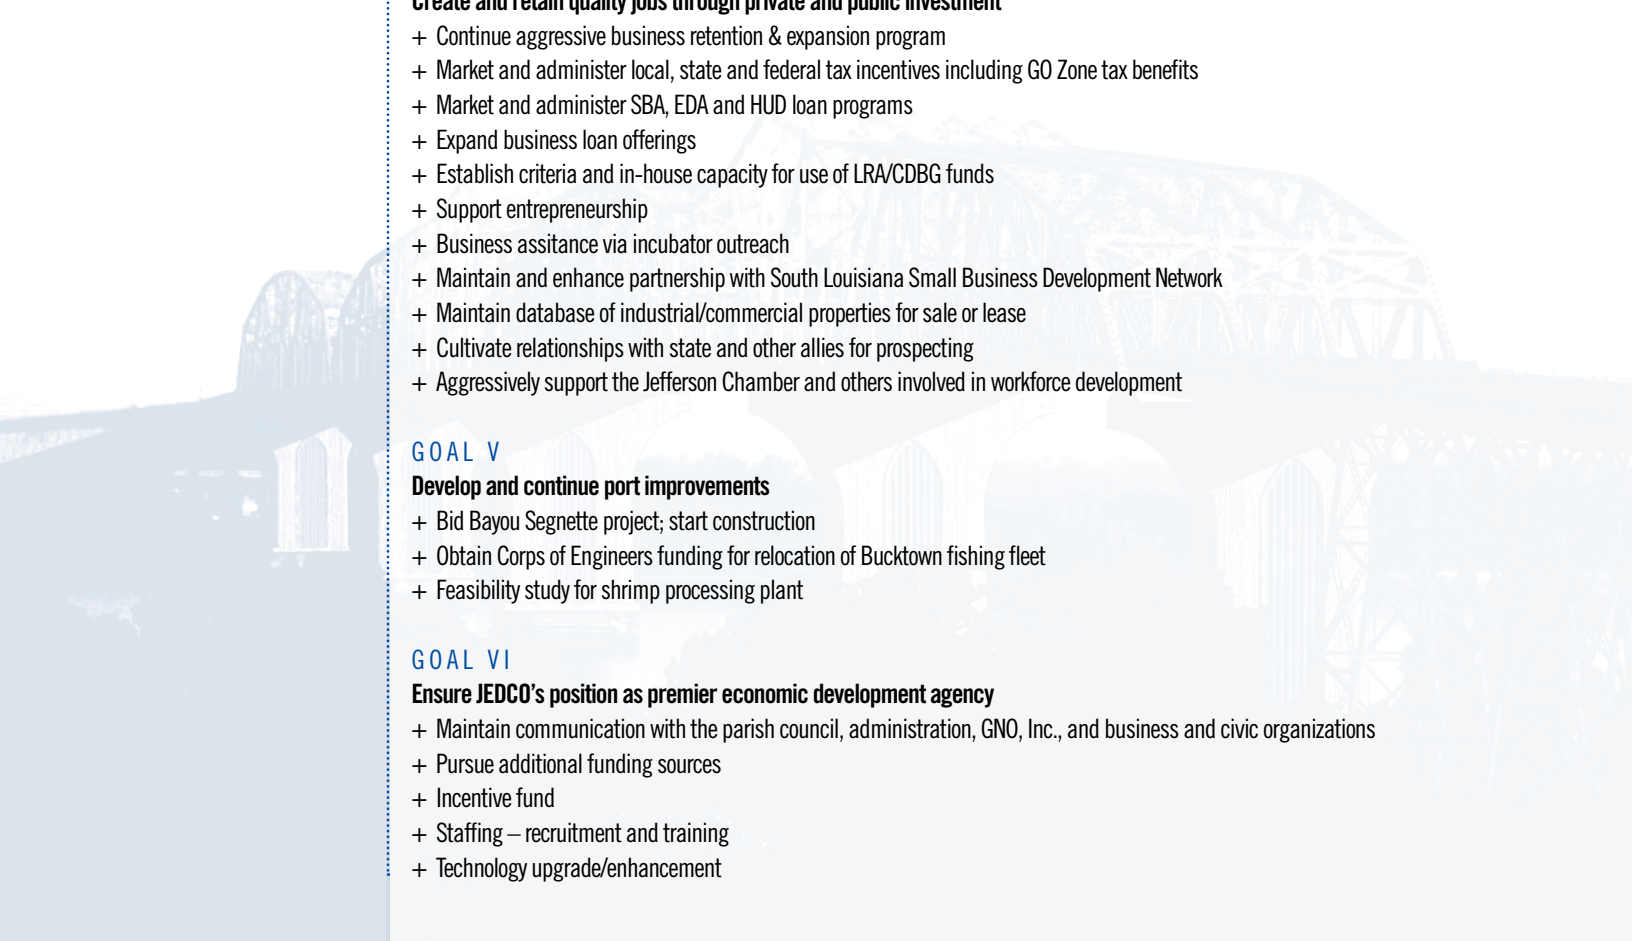 Create and retain quality jobs through private and public investment
+ Continue aggressive business retention & expansion program
+ Market and administer local, state and federal tax incentives including GO Zone tax benefits
+ Market and administer SBA, EDA and HUD loan programs
+ Expand business loan offerings
+ Establish criteria and in-house capacity for use of LRA/CDBG funds
+ Support entrepreneurship
+ Business assitance via incubator outreach
+ Maintain and enhance partnership with South Louisiana Small Business Development Network
+ Maintain database of industrial/commercial properties for sale or lease
+ Cultivate relationships with state and other allies for prospecting
+ Aggressively support the Jefferson Chamber and others involved in workforce development
GOAL V
Develop and continue port improvements
+ Bid Bayou Segnette project; start construction
+ Obtain Corps of Engineers funding for relocation of Bucktown fishing fleet
+ Feasibility study for shrimp processing plant
GOAL VI
Ensure JEDCO’s position as premier economic development agency
+ Maintain communication with the parish council, administration, GNO, Inc., and business and civic organizations
+ Pursue additional funding sources
+ Incentive fund
+ Staffing – recruitment and training
+ Technology upgrade/enhancement